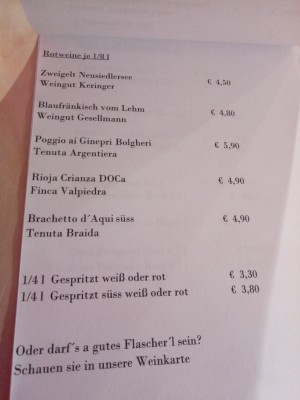 Rotweine je 1/8 l
Zweigelt Neusiedlersee € 4,50
Weingut Keringer
Blaufränkisch vom Lehm € 4,80
Weingut Gesellmann
Poggio ai Ginepri Bolgheri € 5,90
Tenuta Argentiera
Rioja Crianza DOCa € 4,90
Finca Valpiedra
Brachetto d´Aqui süss € 4,90
Tenuta Braida
1/4 l Gespritzt weiß oder rot € 3,30
1/4 l Gespritzt süss weiß oder rot € 3,80
Oder darf´s a gutes Flascher´l sein?
Schauen sie in unsere Weinkarte